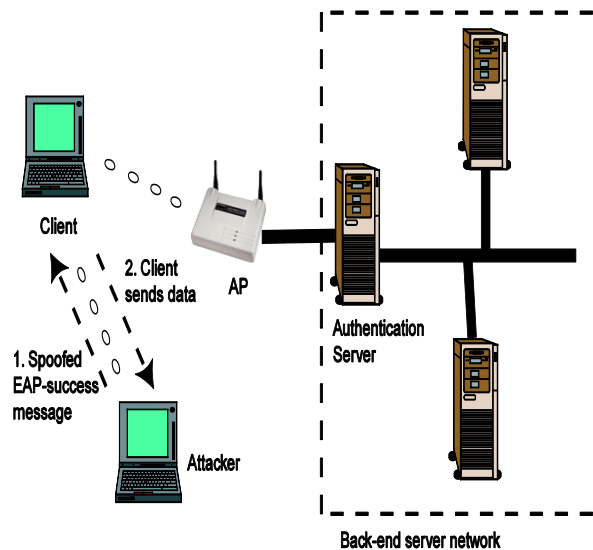 Client
AP
2. Client
sends data
1. Spoofed
EAP-success
message
Attacker
Authentication
Server
Back-end server network